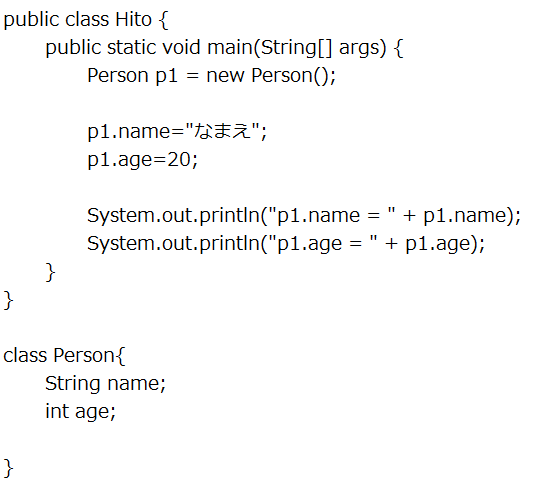 public class Hito {
public static void main(String[] args) {
Person p1 = new Person();
p1.name="なまえ";
p1.age=20;
System.out.println("p1.name = " + p1.name);
System.out.println("p1.age = " + p1.age);
}
}
class Person{
String name;
int age;
}